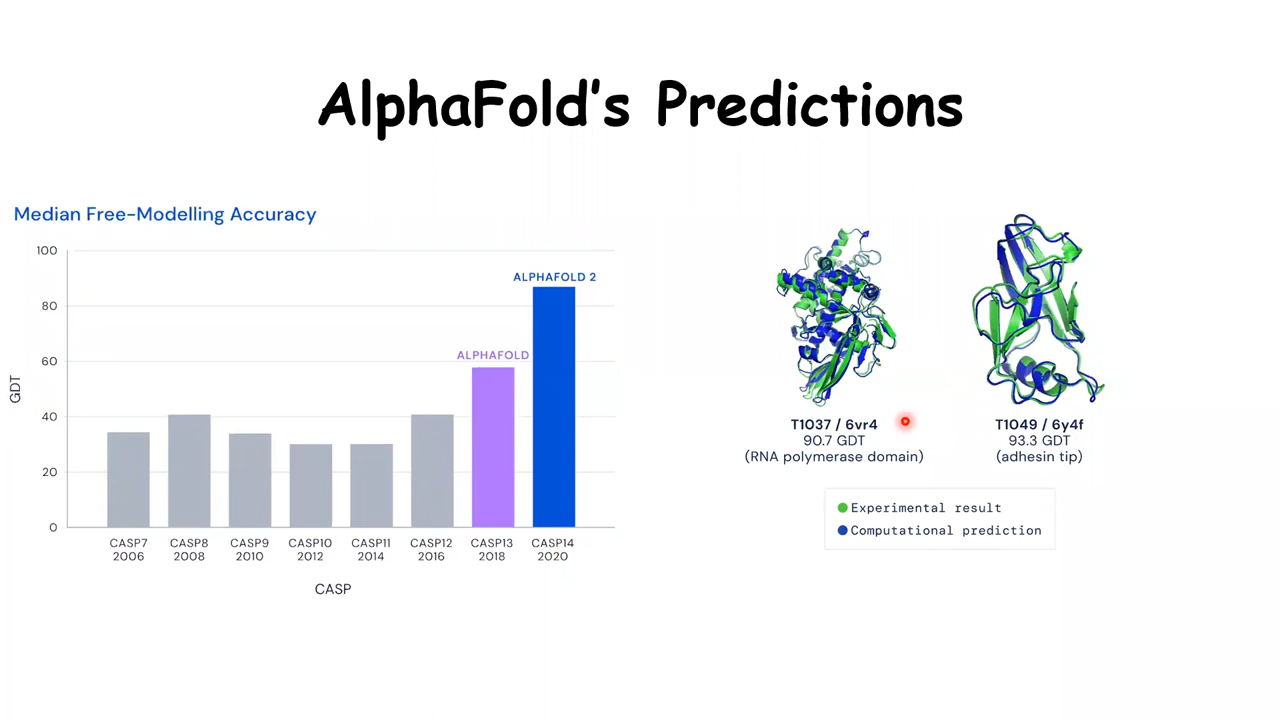 AlphaFold's Predictions
Median Free-Modelling Accuracy
100
80
60
40
20
0
GDT
ALPHAFOLD
ALPHAFOLD 2
CASP7
2006
CASP8
2008
CASP9
2010
CASP10
2012
CASP11
2014
CASP12
2016
CASP13
2018
CASP14
2020
CASP
T1037 / 6vr4
90.7 GDT
(RNA polymerase domain)
T1049 / 6y4f
93.3 GDT
(adhesin tip)
Experimental result
Computational prediction